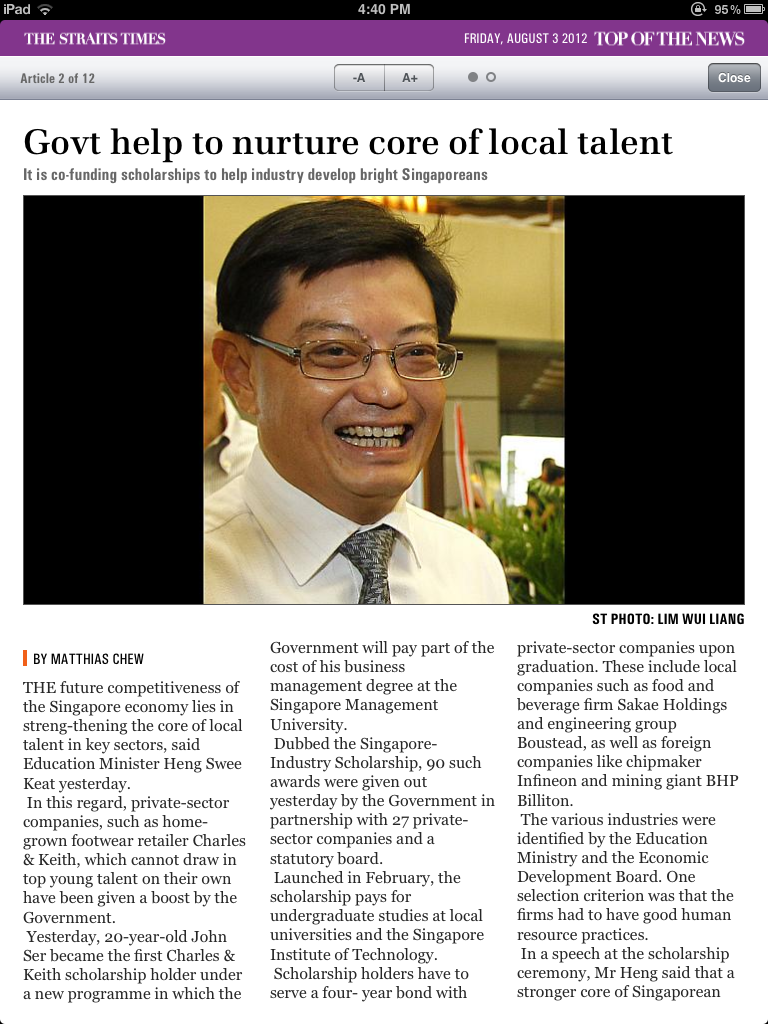 iPad
4:40 PM
95%
THE STRAITS TIMES
FRIDAY, AUGUST 3 2012 TOP OF THE NEWS
Article 2 of 12
-A
A+
Close
Govt help to nurture core of local talent
It is co-funding scholarships to help industry develop bright Singaporeans
ST PHOTO: LIM WUI LIANG
BY MATTHIAS CHEW
THE future competitiveness of
the Singapore economy lies in
streng-thening the core of local
talent in key sectors, said
Education Minister Heng Swee
Keat yesterday.
In this regard, private-sector
companies, such as home-
grown footwear retailer Charles
& Keith, which cannot draw in
top young talent on their own
have been given a boost by the
Government.
Yesterday, 20-year-old John
Ser became the first Charles &
Keith scholarship holder under
a new programme in which the
Government will pay part of the
cost of his business
management degree at the
Singapore Management
University.
Dubbed the Singapore-
Industry Scholarship, 90 such
awards were given out
yesterday by the Government in
partnership with 27 private-
sector companies and a
statutory board.
Launched in February, the
scholarship pays for
undergraduate studies at local
universities and the Singapore
Institute of Technology.
Scholarship holders have to
serve a four- year bond with
private-sector companies upon
graduation. These include local
companies such as food and
beverage firm Sakae Holdings
and engineering group
Boustead, as well as foreign
companies like chipmaker
Infineon and mining giant BHP
Billiton.
The various industries were
identified by the Education
Ministry and the Economic
Development Board. One
selection criterion was that the
firms had to have good human
resource practices.
In a speech at the scholarship
ceremony, Mr Heng said that a
stronger core of Singaporean